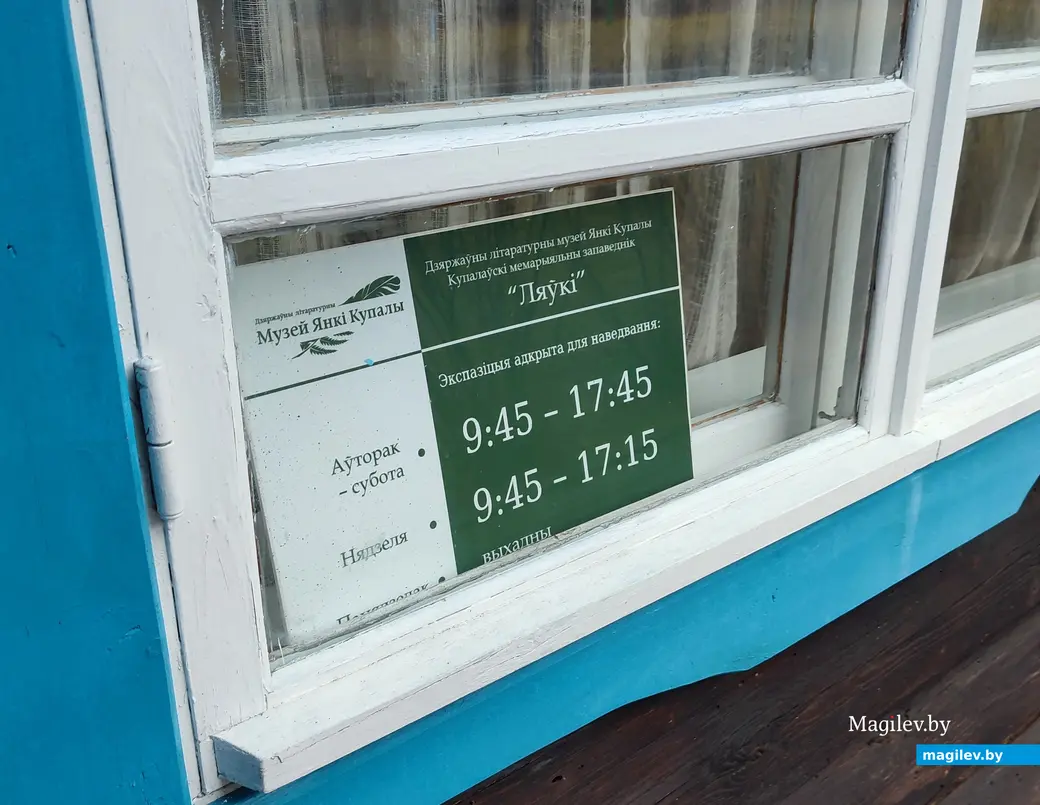 Дзяржаўны літаратурны
Музей Янкі Купалы
Дзяржаўны літаратурны музей Янкі Купалы
Купалаўскі мемарыяльны запаведнік
“Ляўкі”
Экспазіцыя адкрыта для наведвання:
Аўторак
– субота
9:45 – 17:45
Нядзеля
9:45 – 17:15
Панядзелак
выхадны
Magilev.by
magilev.by